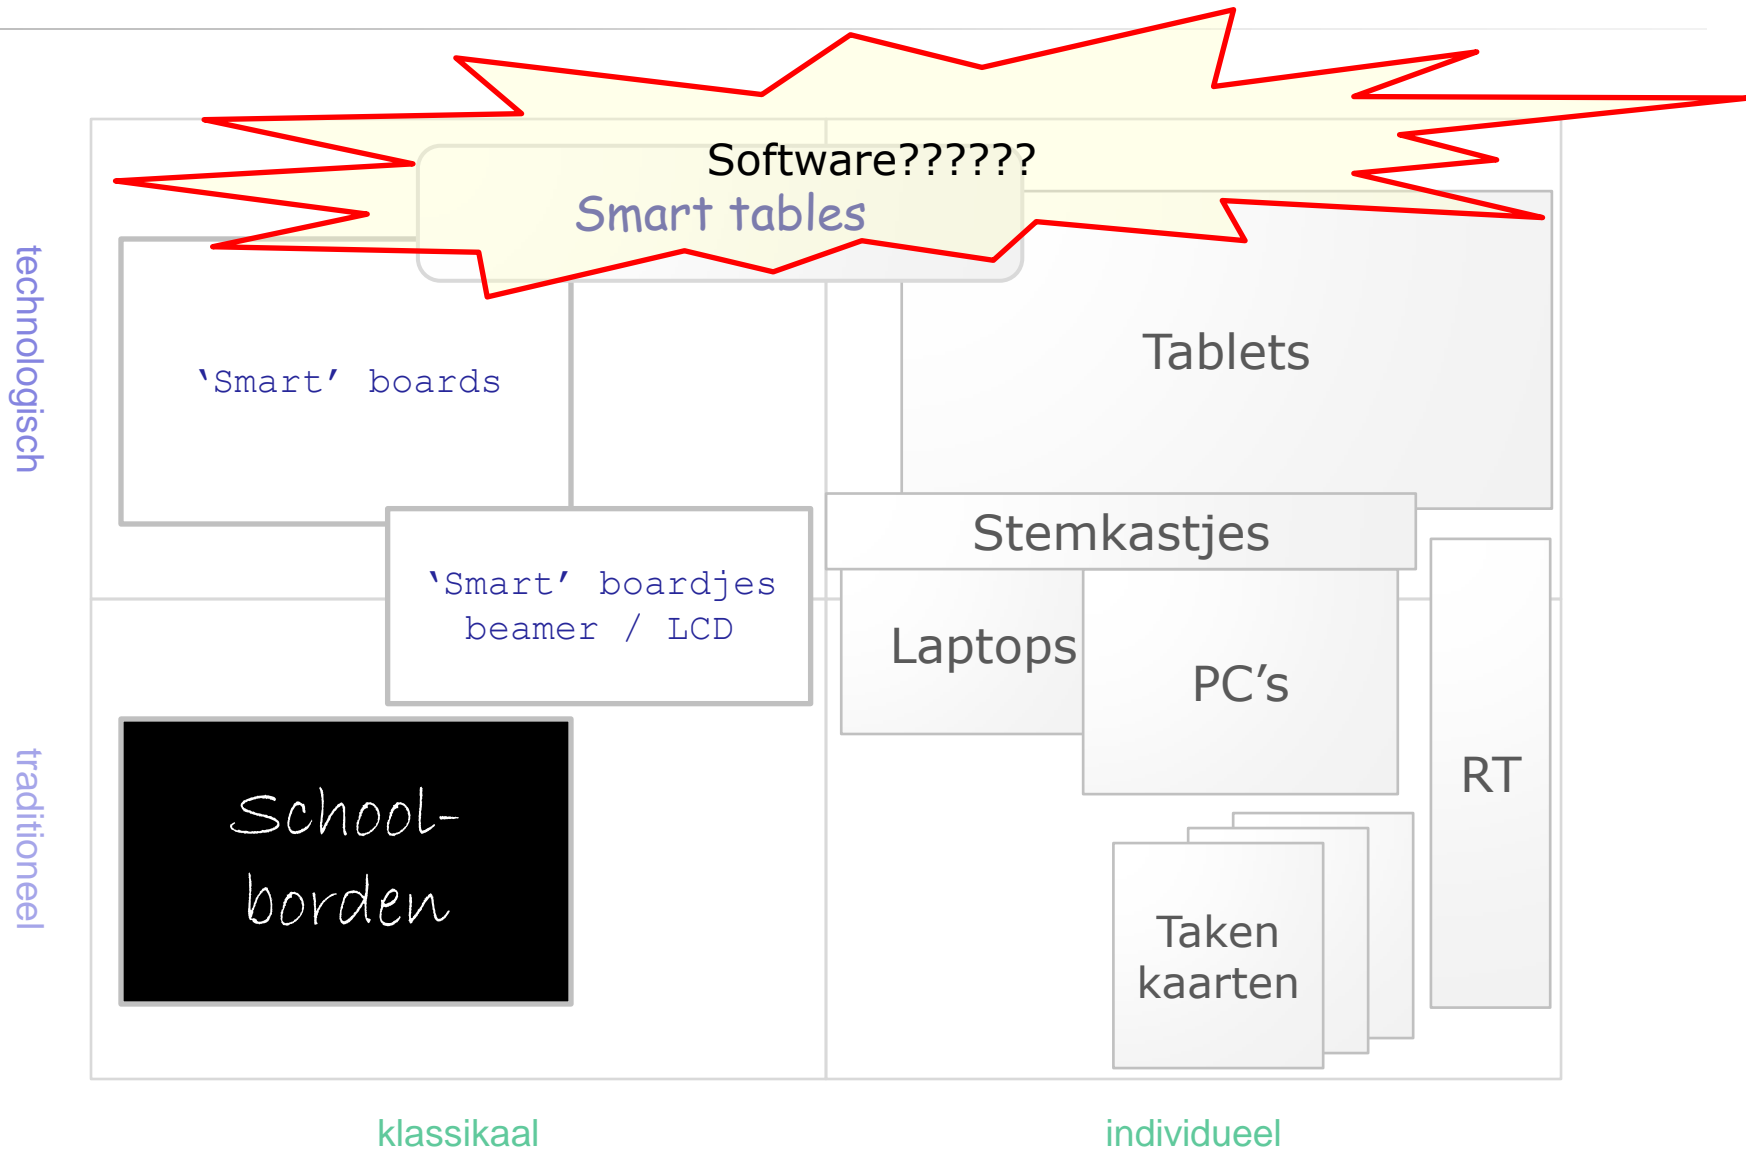 Software??????
Smart tables
technologisch
‘Smart’ boards
Tablets
Stemkastjes
‘Smart’ boardjes
beamer / LCD
Laptops
PC’s
RT
traditioneel
School-
borden
Taken
kaarten
klassikaal
individueel